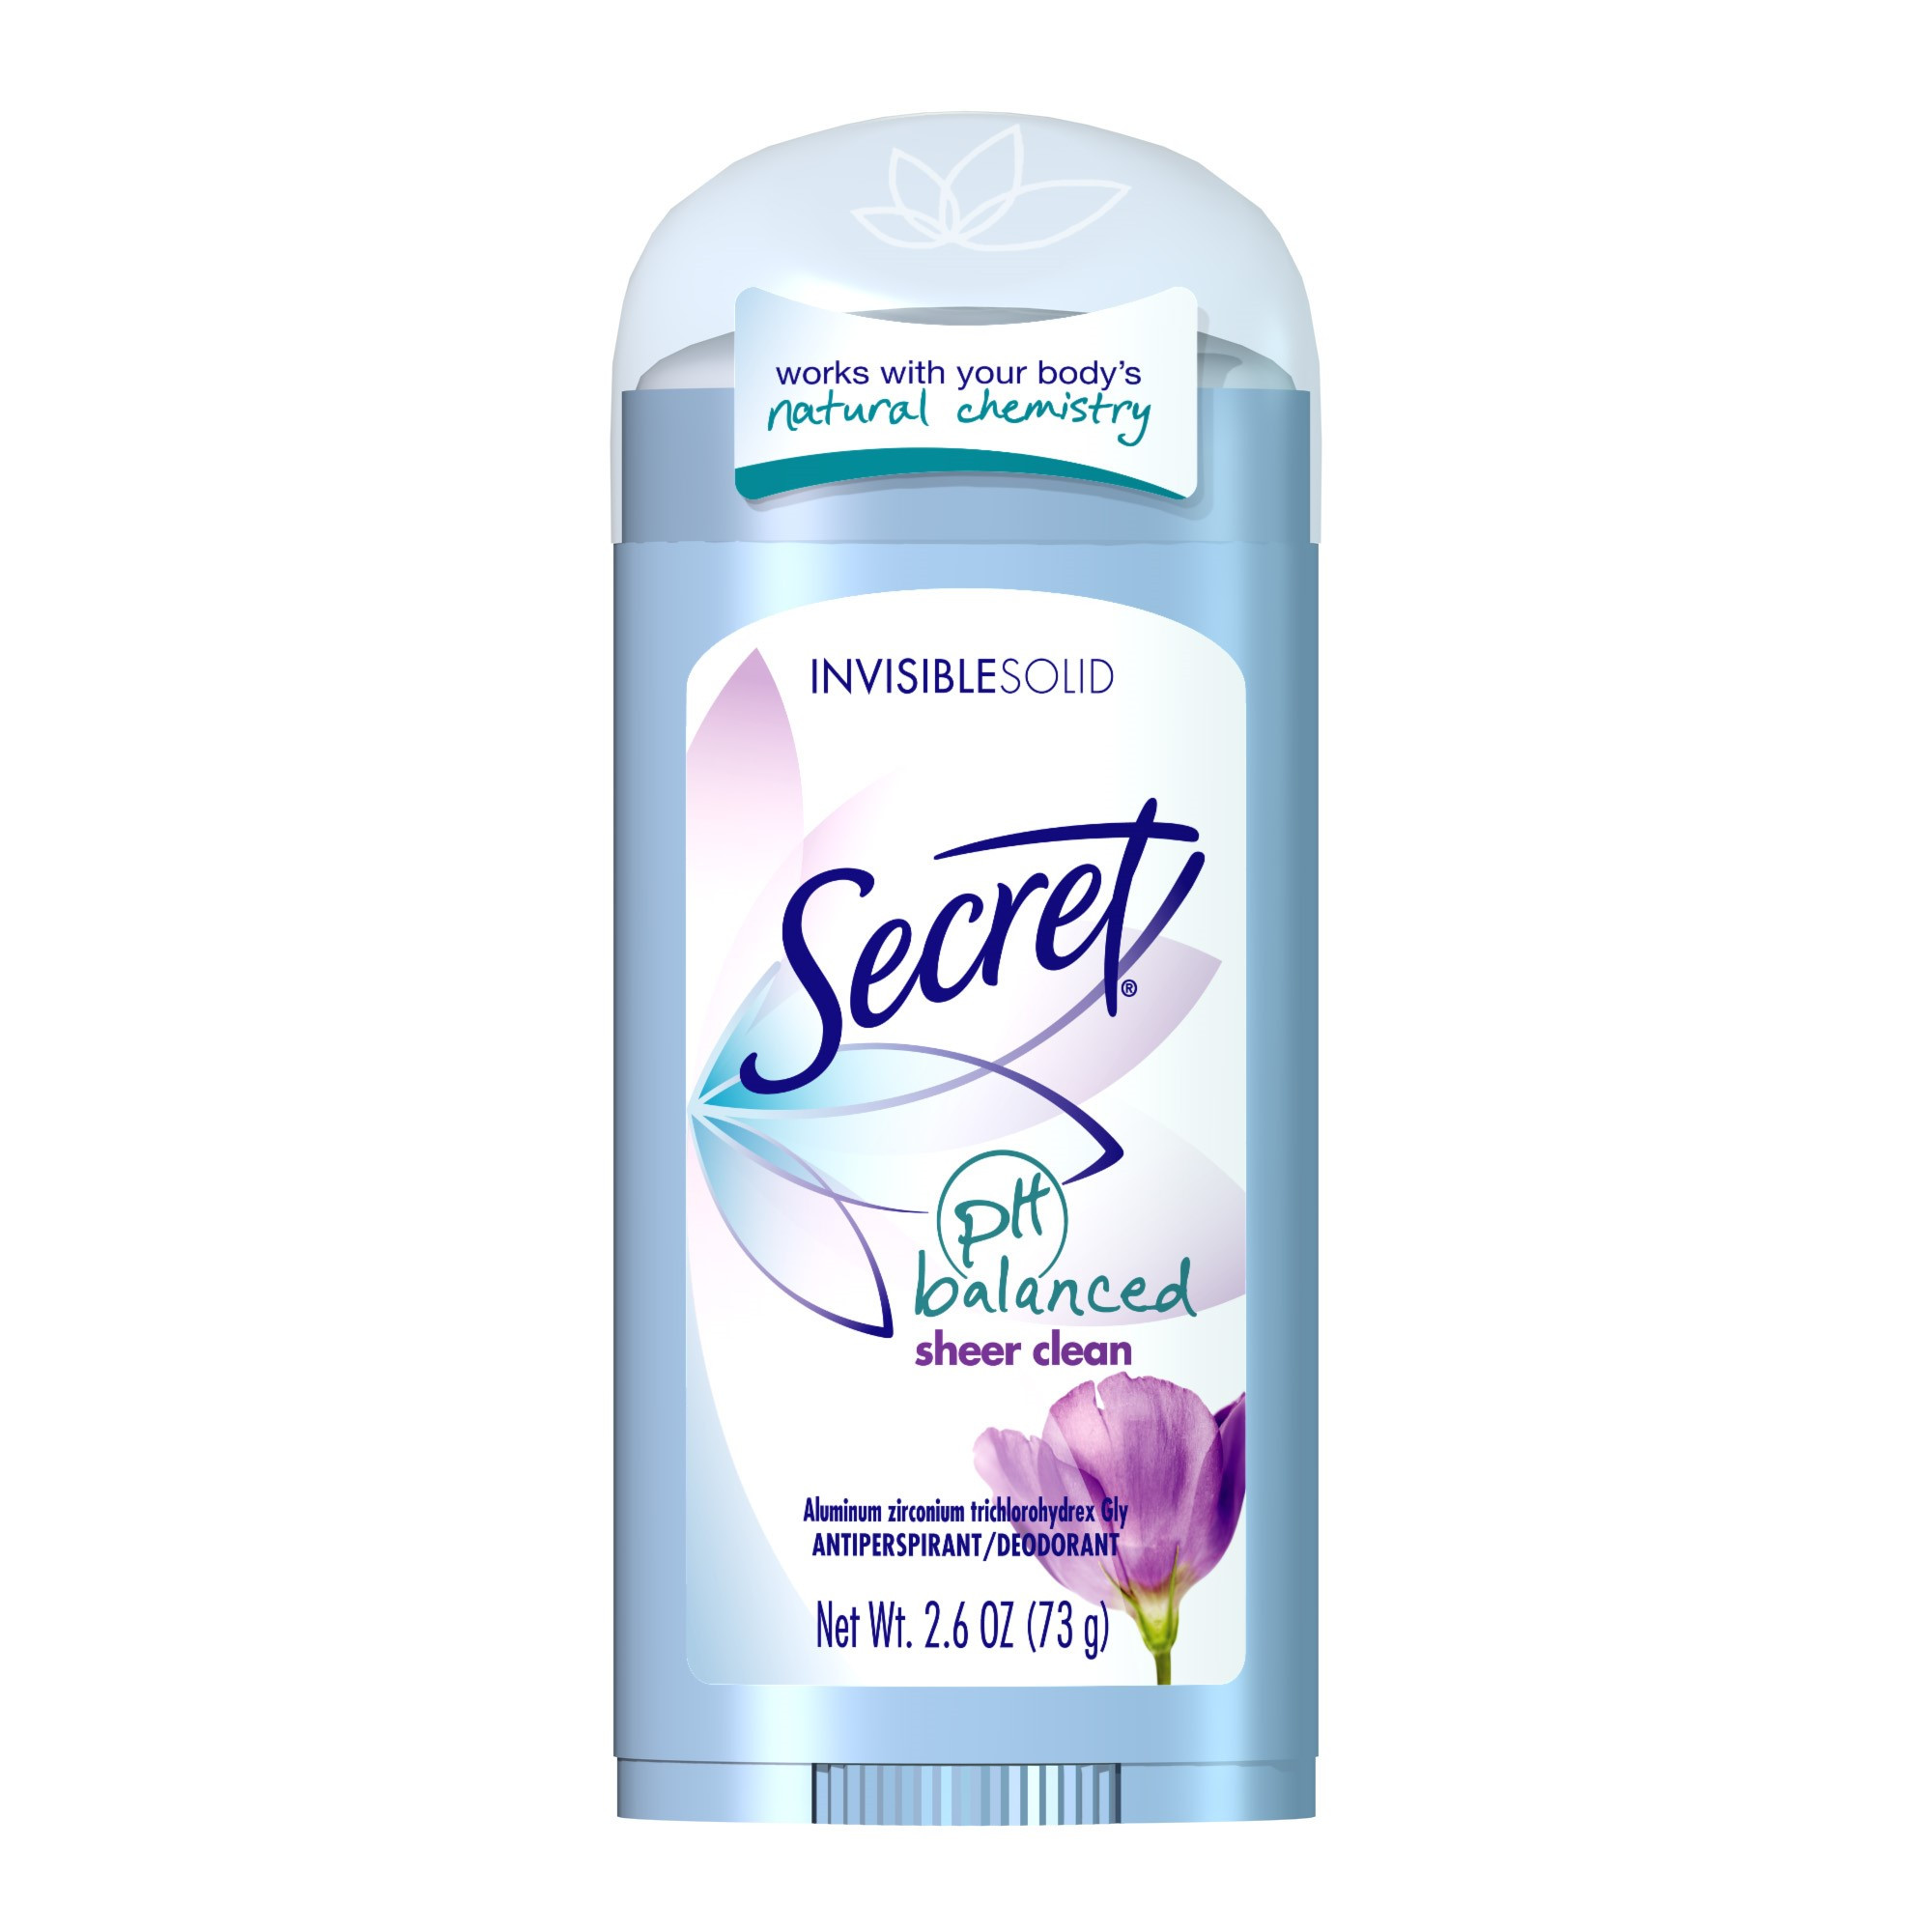 works with your body's
natural chemistry
INVISIBLESOLID
Secret®
pH
balanced
sheer clean
Aluminum zirconium trichlorohydrex Gly
ANTIPERSPIRANT/DEODORANT
Net Wt. 2.6 OZ (73 g)